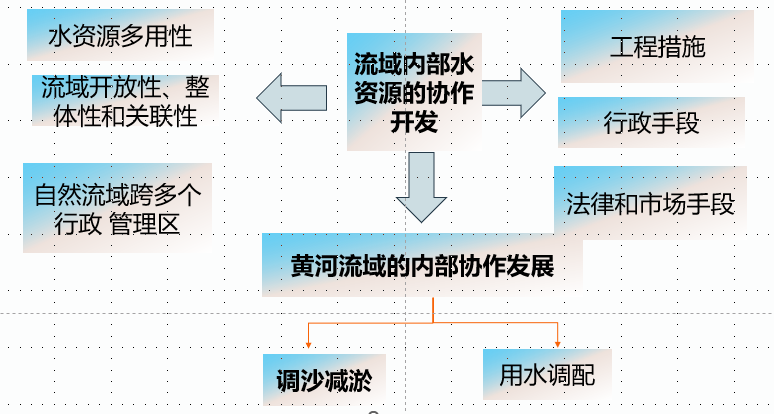 水资源多用性
流域开放性、整
体性和关联性
自然流域跨多个
行政 管理区
流域内部水
资源的协作
开发
工程措施
行政手段
法律和市场手段
黄河流域的内部协作发展
调沙减淤
用水调配